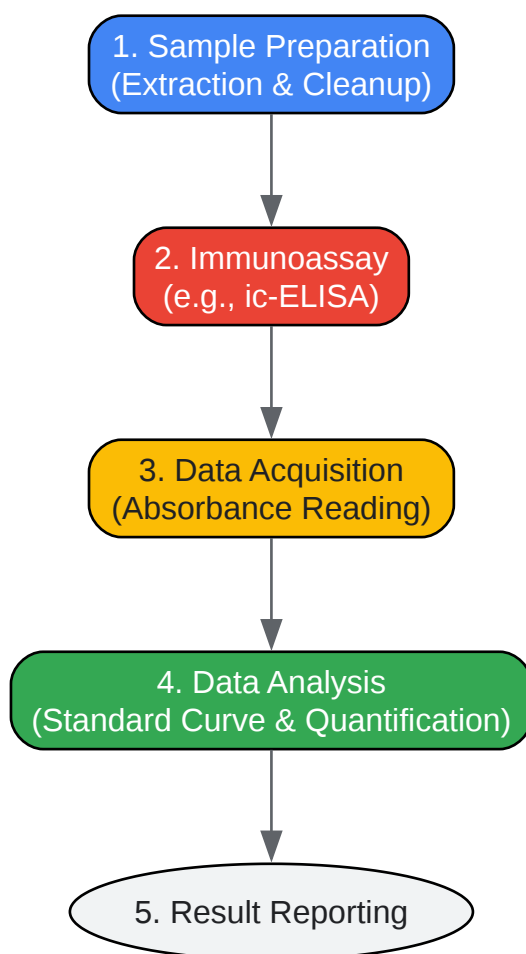 1. Sample Preparation
(Extraction & Cleanup)
2. Immunoassay
(e.g., ic-ELISA)
3. Data Acquisition
(Absorbance Reading)
4. Data Analysis
(Standard Curve & Quantification)
5. Result Reporting